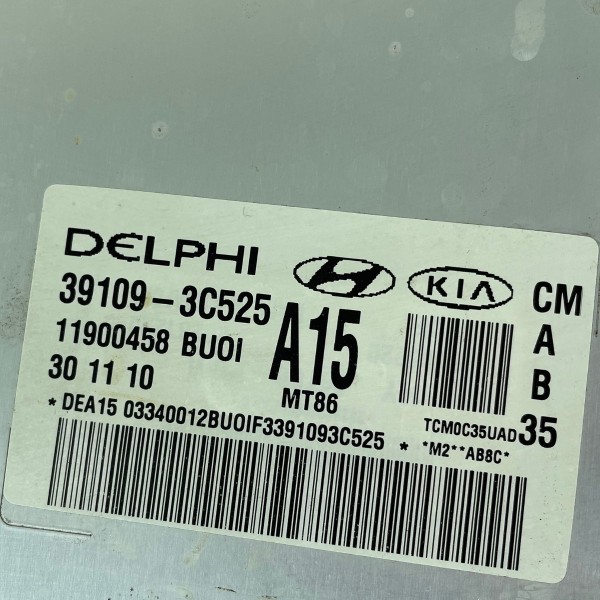 DELPHI
KIA
CM
39109-3C525
A15
A
11900458 BUOI
B
30 11 10
MT86
TCM0C35UAD
35
* DEA15 03340012BUOIF3391093C525 *
*M2**AB8C*